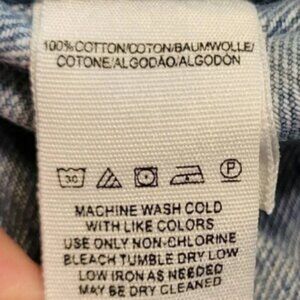 100%COTTON/COTON/BAUMWOLLE/
COTONE/ALGODÃO/ALGODÓN
30 P
MACHINE WASH COLD
WITH LIKE COLORS
USE ONLY NON-CHLORINE
BLEACH TUMBLE DRY LOW
LOW IRON AS NEEDED
MAY BE DRY CLEANED